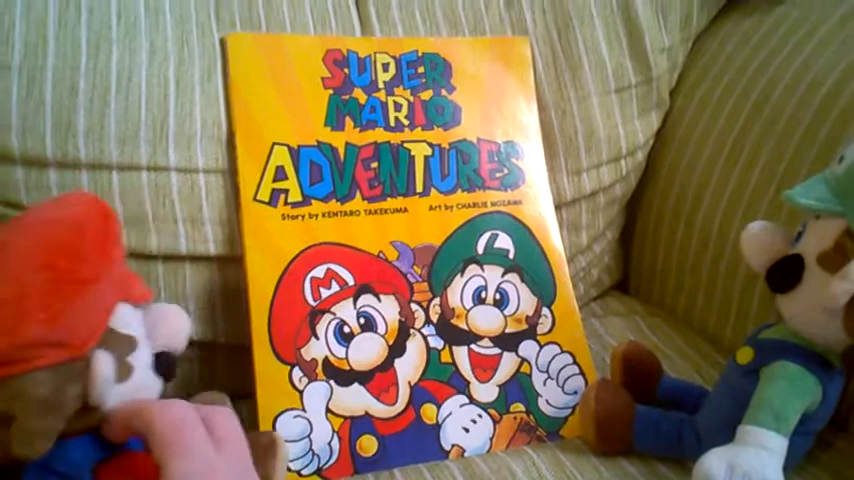 SUPER
MARIO
ADVENTURES
Story by KENTARO TAKEKUMA Art by CHARLIE NOZAWA
L
M